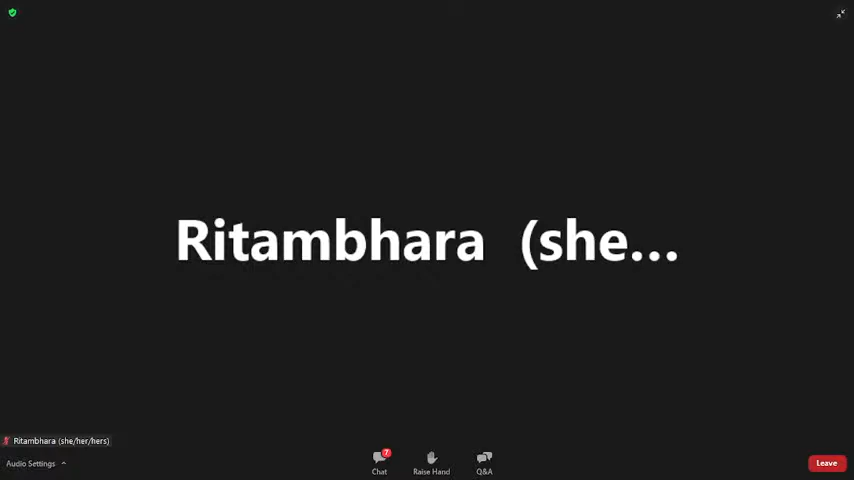 Ritambhara (she...
Ritambhara (she/her/hers)
Audio Settings
7
Chat
Raise Hand
Q&A
Leave